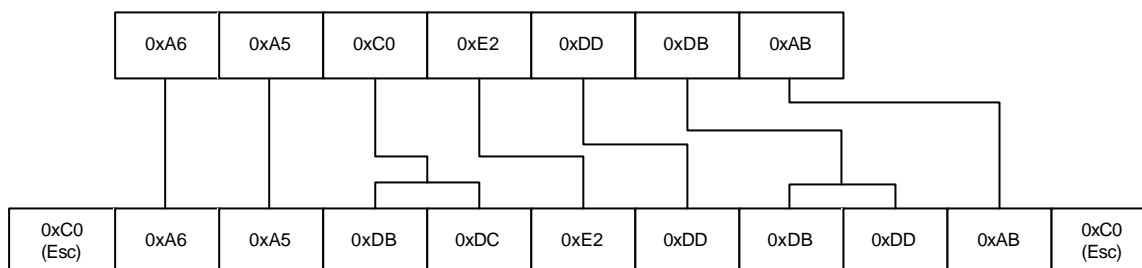 0xA6 0xA5 0xC0 0xE2 0xDD 0xDB 0xAB
0xC0 0xA6 0xA5 0xDB 0xDC 0xE2 0xDD 0xDB 0xDD 0xAB 0xC0
(Esc) (Esc)